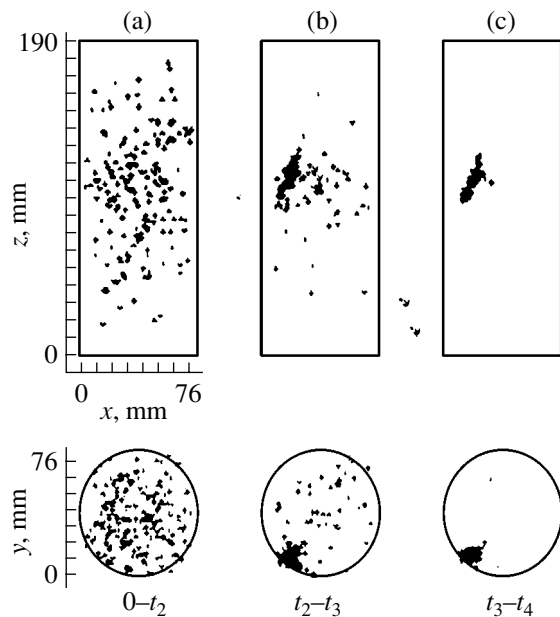 (a) (b) (c)
190
z, mm
0
0 76
x, mm
76
y, mm
0
0–t₂ t₂–t₃ t₃–t₄